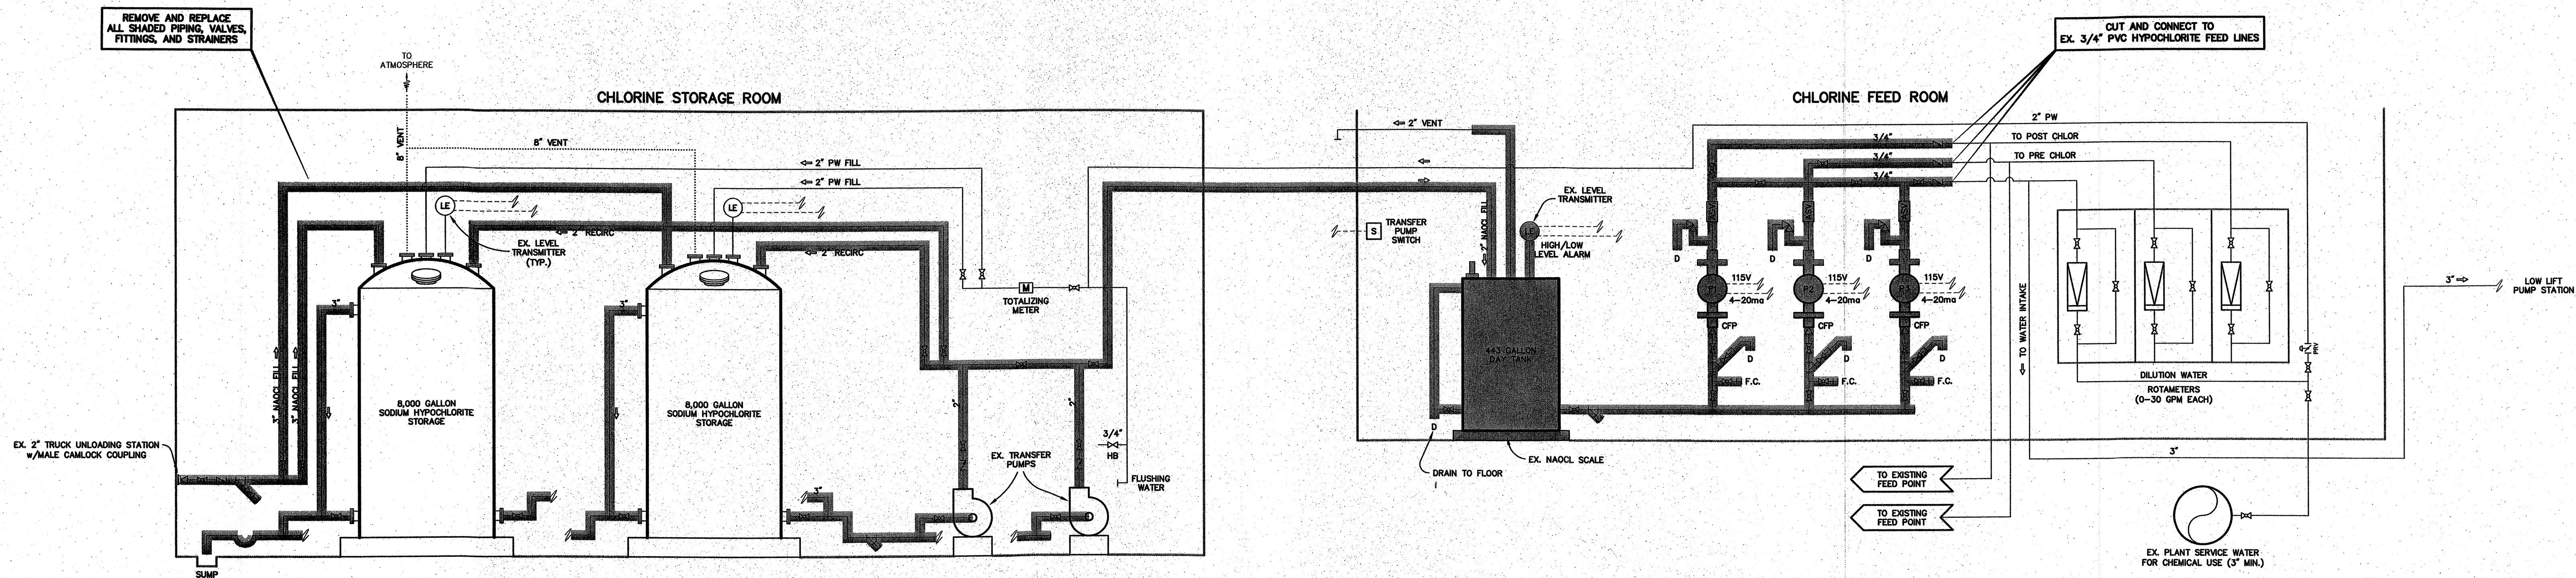 REMOVE AND REPLACE
ALL SHADED PIPING, VALVES,
FITTINGS, AND STRAINERS
CUT AND CONNECT TO
EX. 3/4" PVC HYPOCHLORITE FEED LINES
TO
ATMOSPHERE
CHLORINE STORAGE ROOM
8" VENT
8" VENT
2" PW FILL
2" PW FILL
LE
LE
EX. LEVEL
TRANSMITTER
(TYP.)
2" RECIRC
2" RECIRC
M
TOTALIZING
METER
3"
3"
3" NAOCL FILL
3" NAOCL FILL
8,000 GALLON
SODIUM HYPOCHLORITE
STORAGE
8,000 GALLON
SODIUM HYPOCHLORITE
STORAGE
2"
2"
EX. 2" TRUCK UNLOADING STATION
w/MALE CAMLOCK COUPLING
3/4"
HB
EX. TRANSFER
PUMPS
FLUSHING
WATER
3"
SUMP
CHLORINE FEED ROOM
2" VENT
2" PW
3/4"
TO POST CHLOR
3/4"
TO PRE CHLOR
3/4"
EX. LEVEL
TRANSMITTER
S
TRANSFER
PUMP
SWITCH
2" NAOCL FILL
LE
HIGH/LOW
LEVEL ALARM
ASV
ASV
ASV
D
D
D
P1
115V
4-20ma
P2
115V
4-20ma
P3
115V
4-20ma
CFP
CFP
CFP
443 GALLON
DAY TANK
D
D
D
F.C.
F.C.
F.C.
D
DRAIN TO FLOOR
EX. NAOCL SCALE
TO WATER INTAKE
3"
LOW LIFT
PUMP STATION
PRV
DILUTION WATER
ROTAMETERS
(0-30 GPM EACH)
3"
TO EXISTING
FEED POINT
TO EXISTING
FEED POINT
EX. PLANT SERVICE WATER
FOR CHEMICAL USE (3" MIN.)